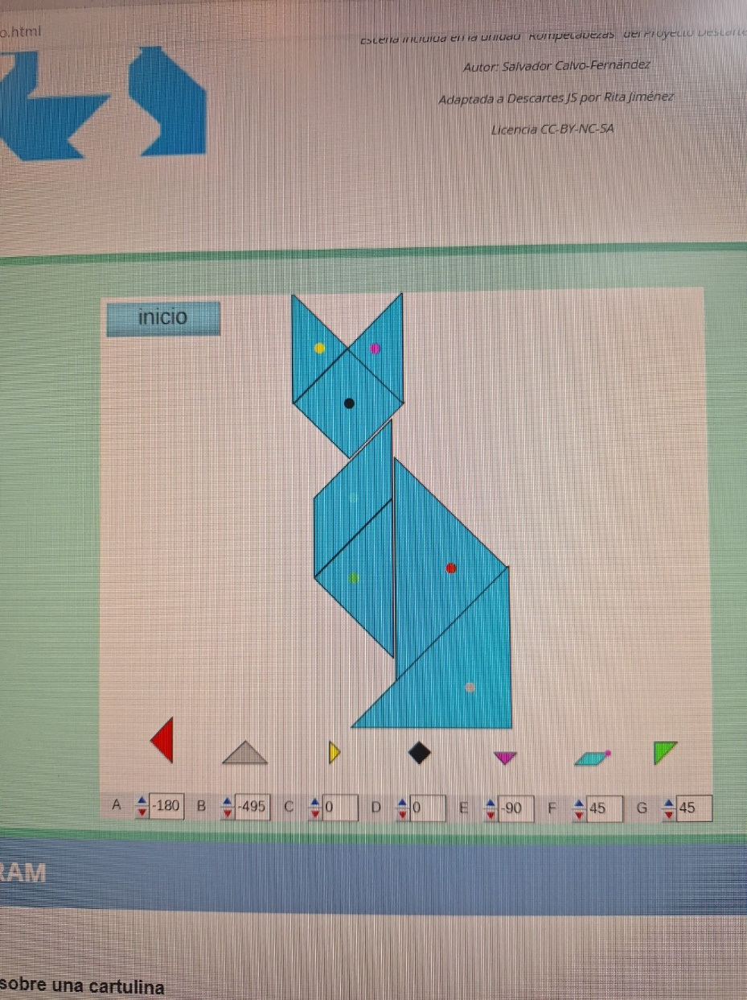 o.html
Escena incluida en la unidad "Rompecabezas" del Proyecto Descarte
Autor: Salvador Calvo-Fernández
Adaptada a Descartes JS por Rita Jiménez
Licencia CC-BY-NC-SA
inicio
A -180 B -495 C 0 D 0 E -90 F 45 G 45
RAM
sobre una cartulina